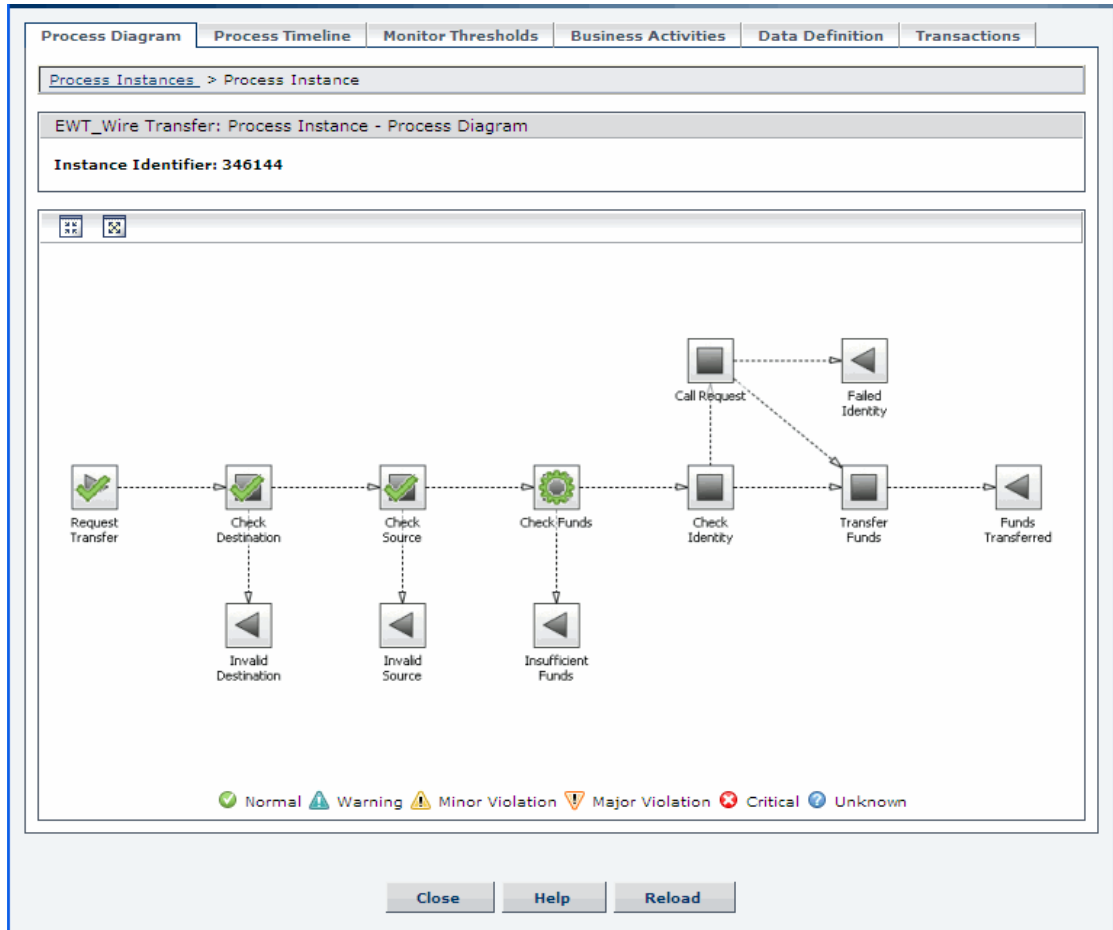 Process Diagram Process Timeline Monitor Thresholds Business Activities Data Definition Transactions
Process Instances > Process Instance
EWT_Wire Transfer: Process Instance - Process Diagram
Instance Identifier: 346144
Call Request
Failed
Identity
Request
Transfer
Check
Destination
Check
Source
Check Funds
Check
Identity
Transfer
Funds
Funds
Transferred
Invalid
Destination
Invalid
Source
Insufficient
Funds
Normal Warning Minor Violation Major Violation Critical Unknown
Close Help Reload